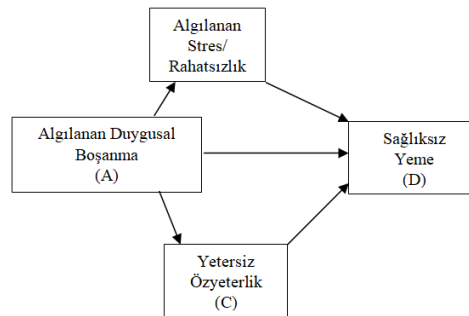 Algılanan
Stres/
Rahatsızlık
Algılanan Duygusal
Boşanma
(A)
Sağlıksız
Yeme
(D)
Yetersiz
Özyeterlik
(C)